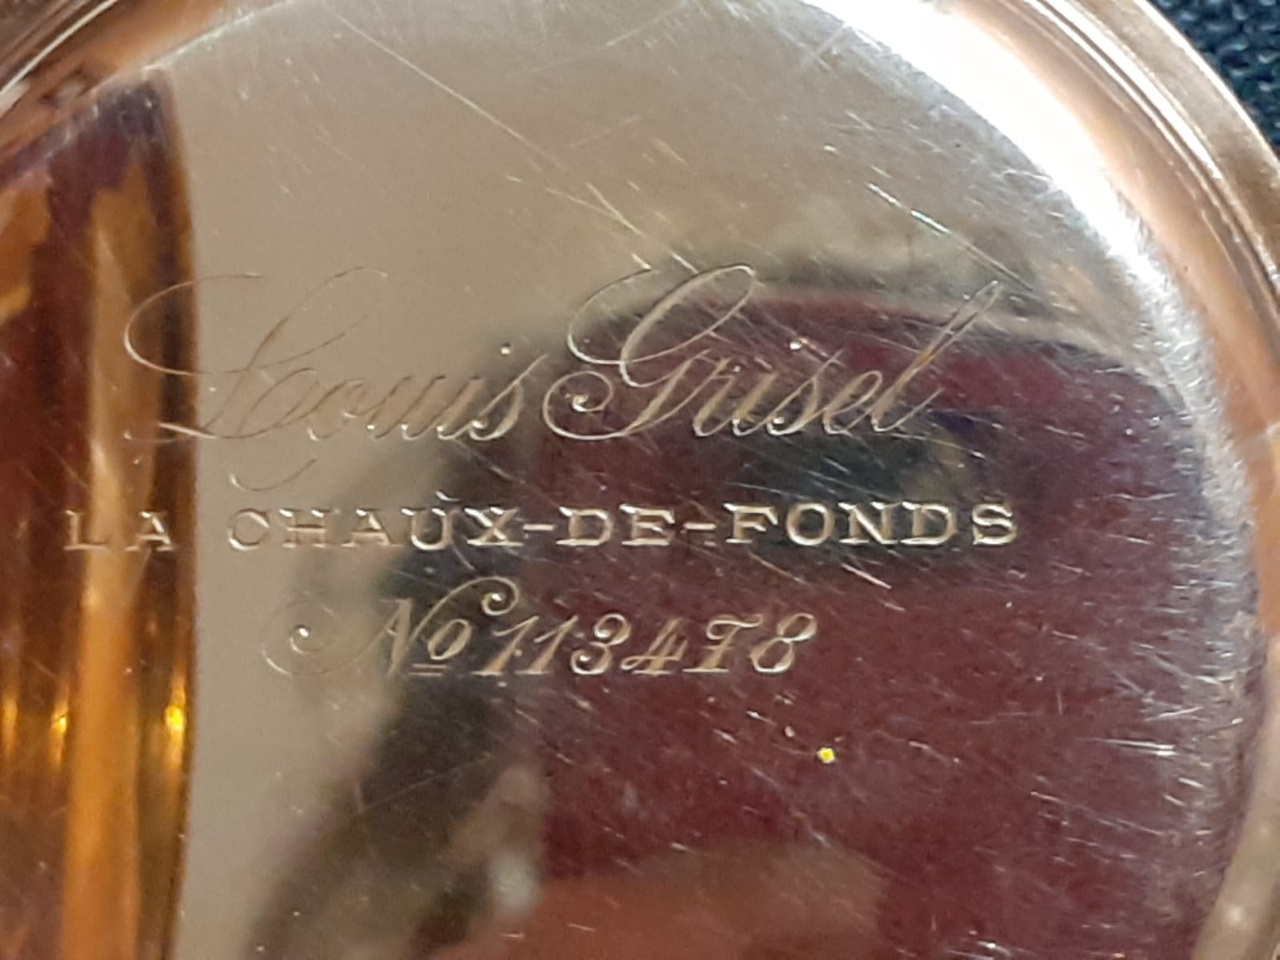 Louis Grisel
LA CHAUX-DE-FONDS
No 113478